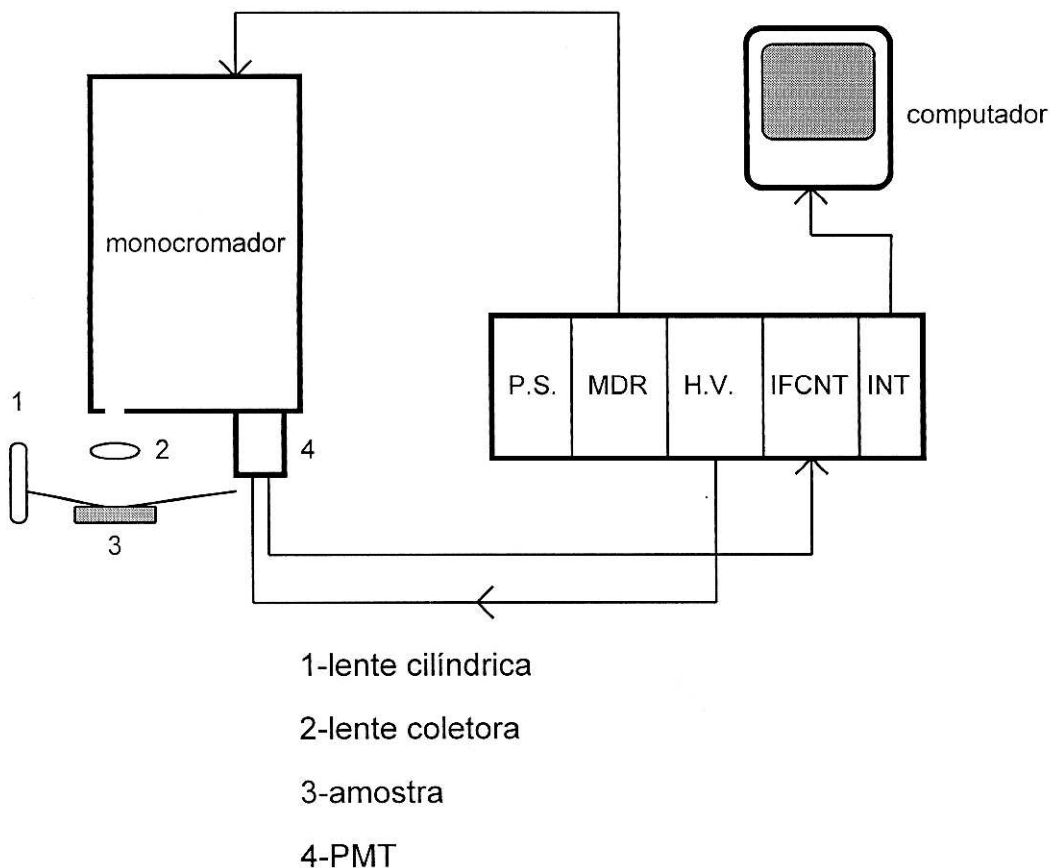 computador
monocromador
P.S. MDR H.V. IFCNT INT
1
2
4
3
1-lente cilíndrica
2-lente coletora
3-amostra
4-PMT